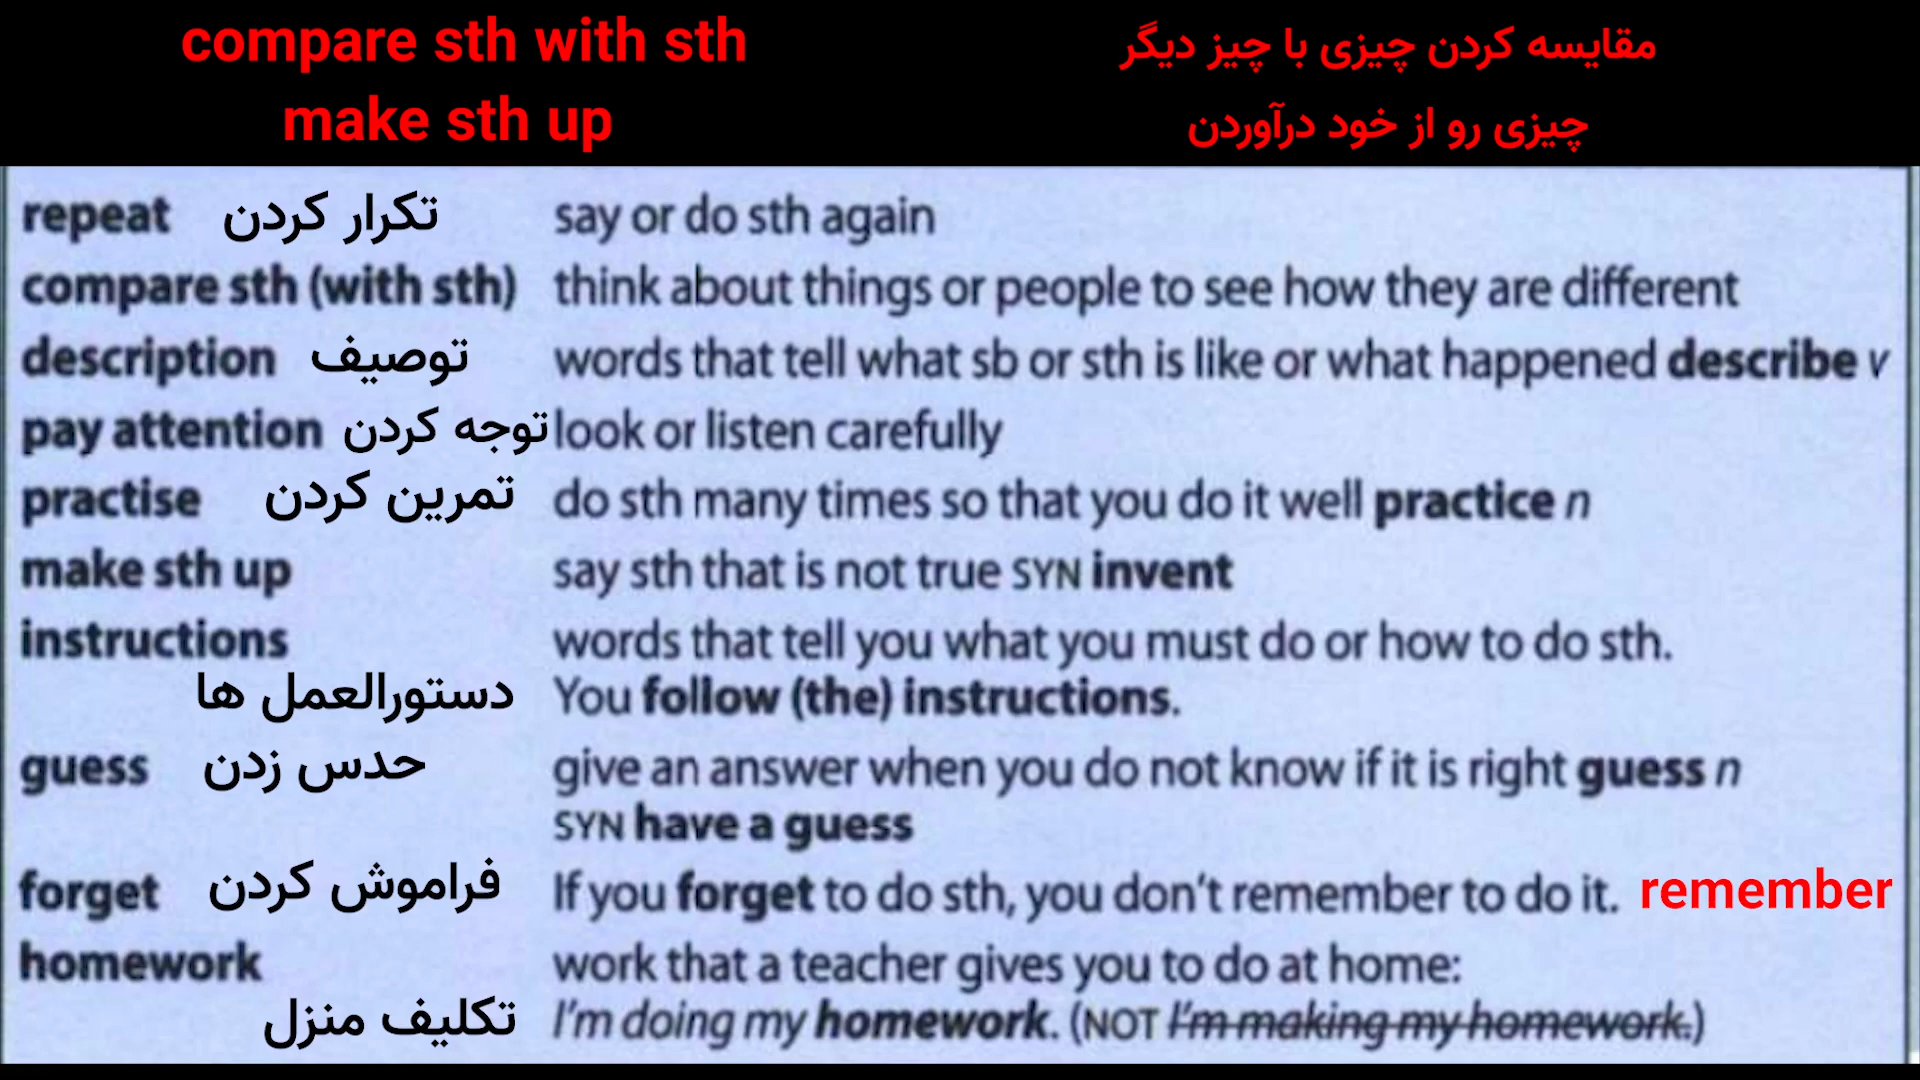 compare sth with sth مقایسه کردن چیزی با چیز دیگر
make sth up چیزی رو از خود درآوردن
repeat تکرار کردن say or do sth again
compare sth (with sth) think about things or people to see how they are different
description توصیف words that tell what sb or sth is like or what happened describe v
pay attention توجه کردن look or listen carefully
practise تمرین کردن do sth many times so that you do it well practice n
make sth up say sth that is not true SYN invent
instructions words that tell you what you must do or how to do sth.
دستورالعمل ها You follow (the) instructions.
guess حدس زدن give an answer when you do not know if it is right guess n
SYN have a guess
forget فراموش کردن If you forget to do sth, you don't remember to do it. remember
homework work that a teacher gives you to do at home:
تکلیف منزل I'm doing my homework. (NOT I'm making my homework.)